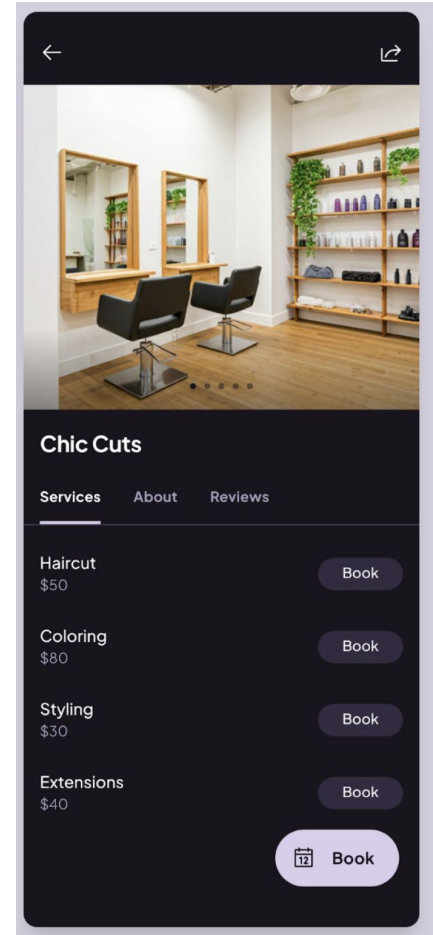 Chic Cuts
Services About Reviews
Haircut
$50
Book
Coloring
$80
Book
Styling
$30
Book
Extensions
$40
Book
12 Book